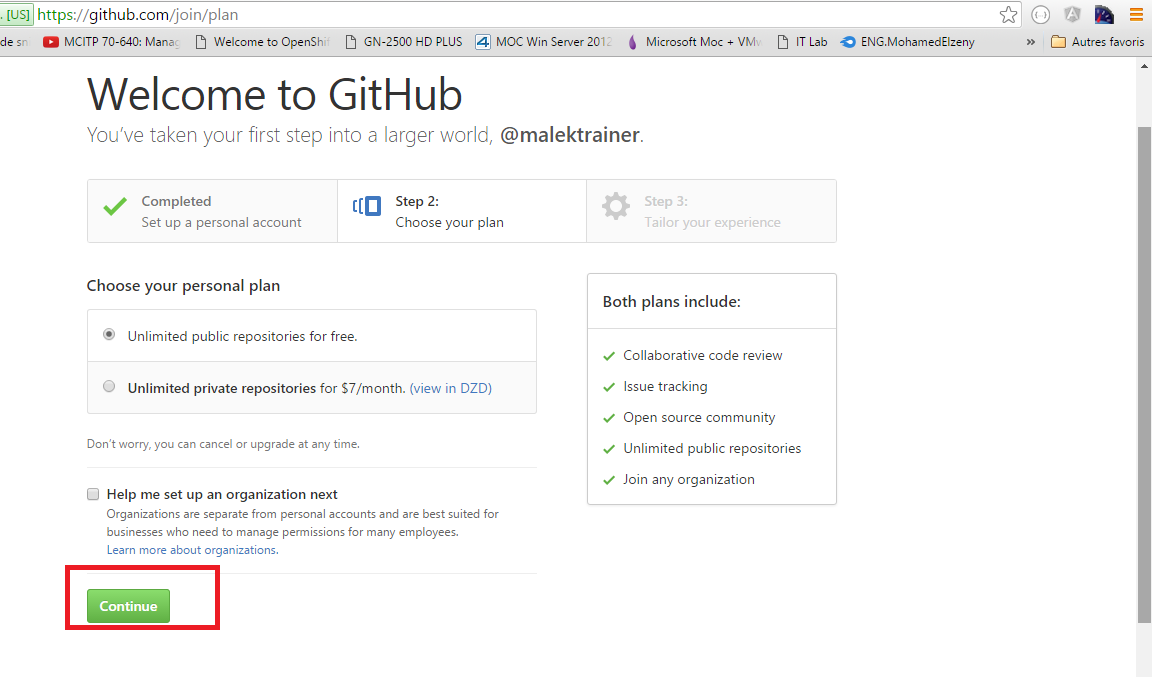 . [US] https://github.com/join/plan
de sn MCITP 70-640: Manag Welcome to OpenShif GN-2500 HD PLUS MOC Win Server 2012 Microsoft Moc + VMw IT Lab ENG.MohamedElzeny » Autres favoris
Welcome to GitHub
You've taken your first step into a larger world, @malektrainer.
Completed
Set up a personal account
Step 2:
Choose your plan
Step 3:
Tailor your experience
Choose your personal plan
Unlimited public repositories for free.
Unlimited private repositories for $7/month. (view in DZD)
Don't worry, you can cancel or upgrade at any time.
Help me set up an organization next
Organizations are separate from personal accounts and are best suited for
businesses who need to manage permissions for many employees.
Learn more about organizations.
Continue
Both plans include:
Collaborative code review
Issue tracking
Open source community
Unlimited public repositories
Join any organization